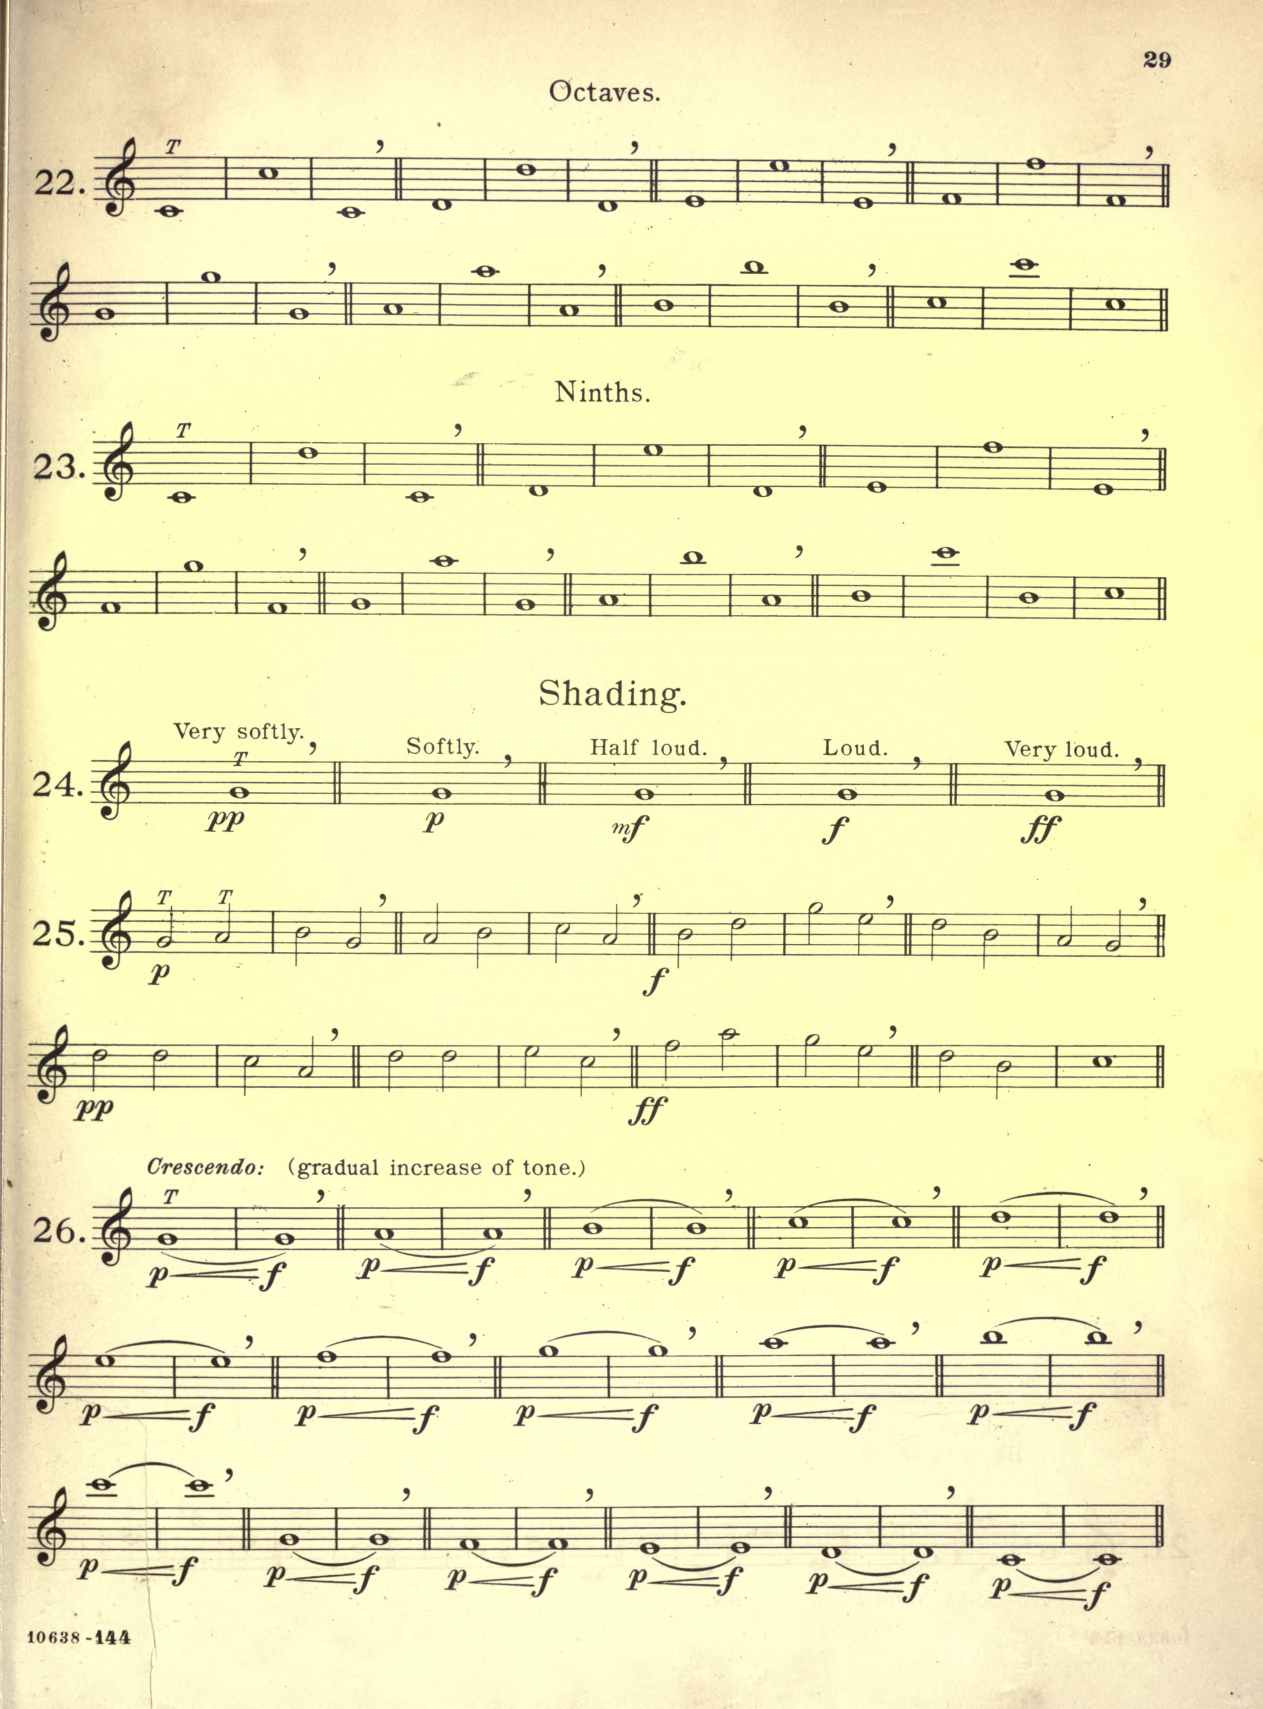 29
Octaves.
22.
T
Ninths.
23.
T
Shading.
Very softly. Softly. Half loud. Loud. Very loud.
T
24.
pp p mf f ff
T T
25.
p f
pp ff
Crescendo: (gradual increase of tone.)
T
26.
p f p f p f p f p f
p f p f p f p f p f
p f p f p f p f p f p f
10638-144